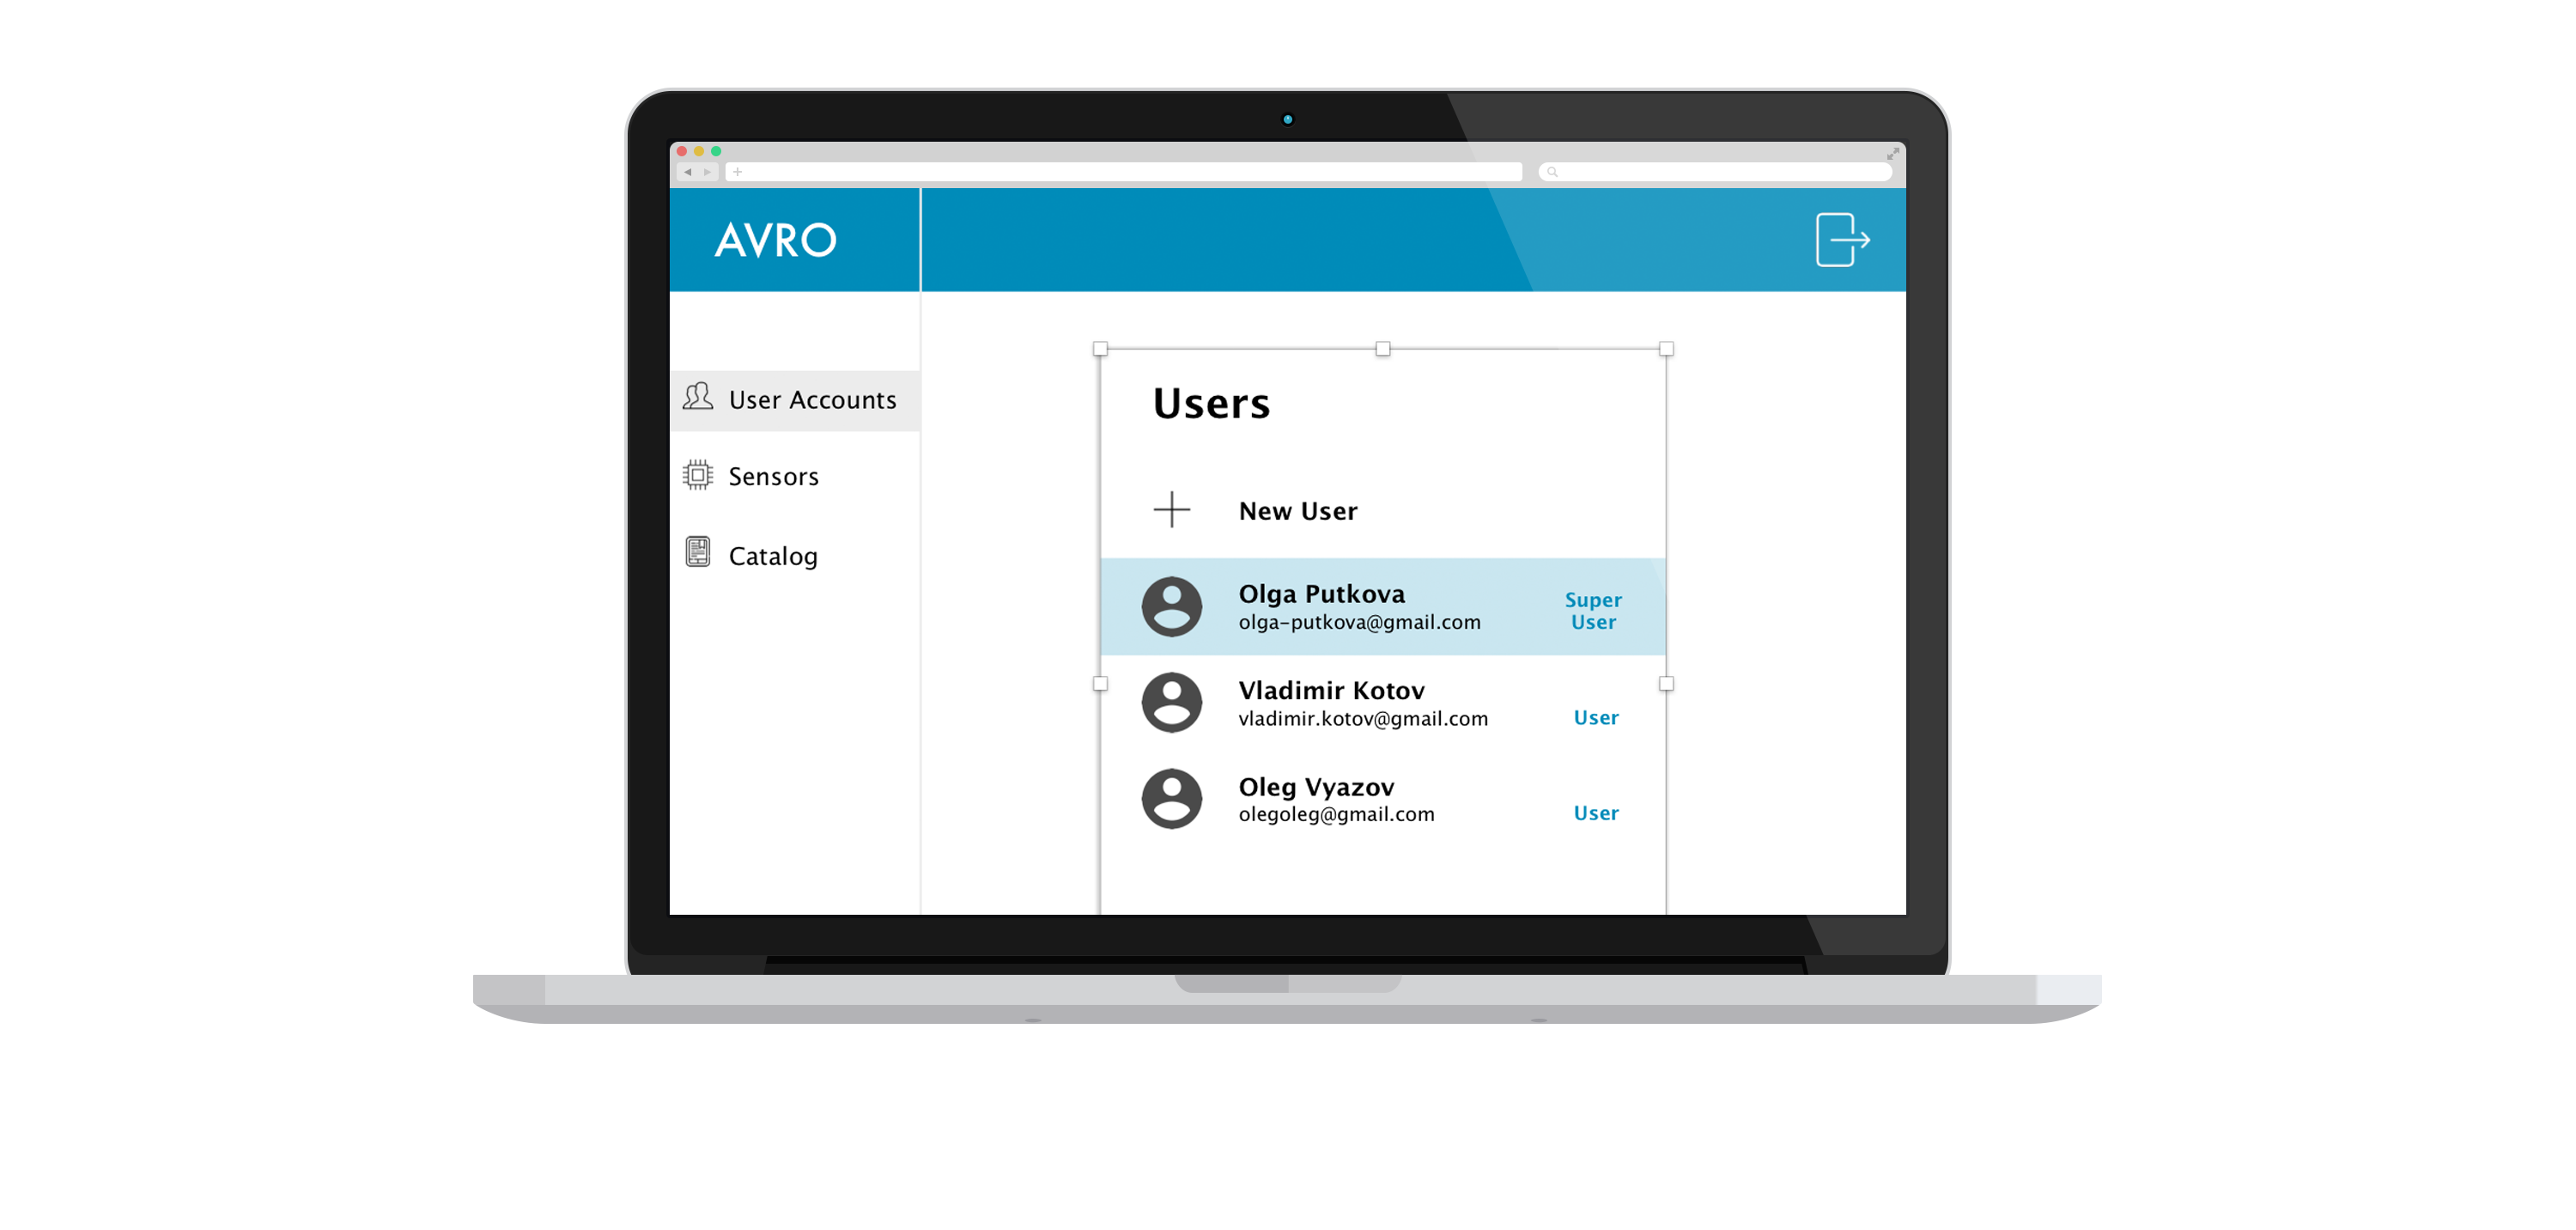 AVRO
User Accounts
Sensors
Catalog
Users
New User
Olga Putkova
olga-putkova@gmail.com
Super
User
Vladimir Kotov
vladimir.kotov@gmail.com
User
Oleg Vyazov
olegoleg@gmail.com
User